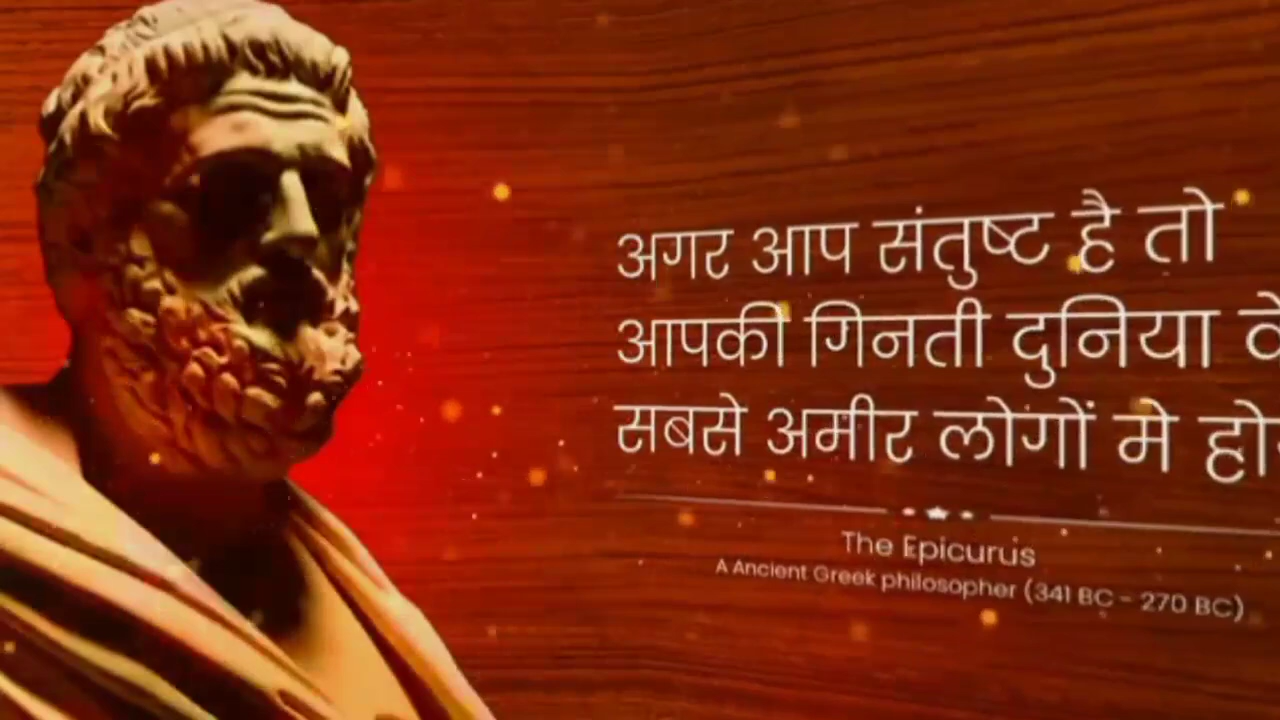 अगर आप संतुष्ट है तो
आपकी गिनती दुनिया
सबसे अमीर लोगों मे
The Epicurus
A Ancient Greek philosopher (341 BC - 270 BC)